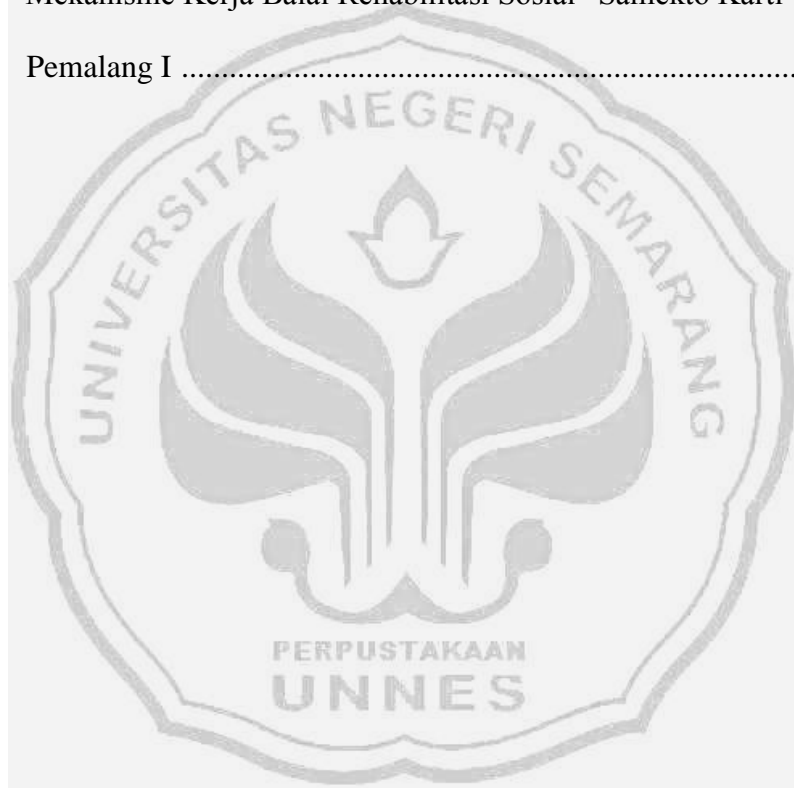 Mekanisme Kerja Balai Rehabilitasi Sosial "Samekto Karti"
Pemalang I ................................................................................................
UNIVERSITAS NEGERI SEMARANG
PERPUSTAKAAN
UNNES